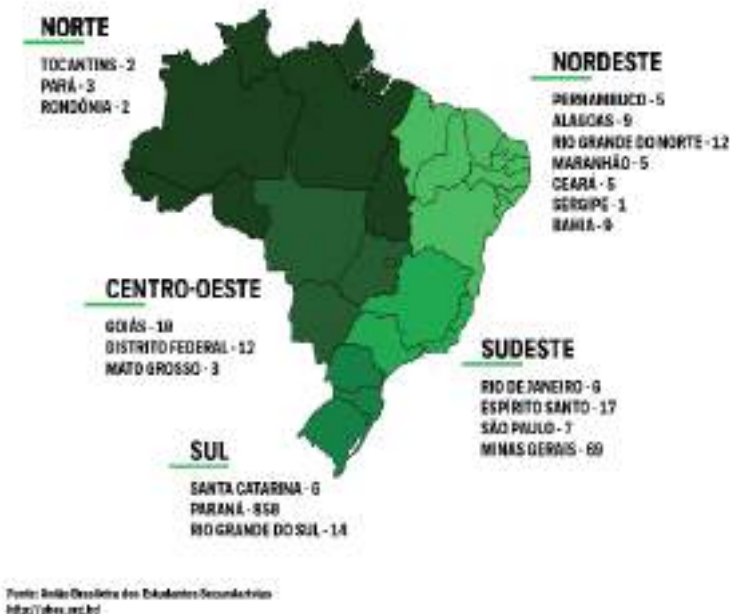 NORTE
TOCANTINS - 2
PARÁ - 3
RONDÔNIA - 2
NORDESTE
PERNAMBUCO - 5
ALAGOAS - 9
RIO GRANDE DO NORTE - 12
MARANHÃO - 5
CEARÁ - 5
SERGIPE - 1
BAHIA - 9
CENTRO-OESTE
GOIÁS - 18
DISTRITO FEDERAL - 12
MATO GROSSO - 3
SUDESTE
RIO DE JANEIRO - 6
ESPÍRITO SANTO - 17
SÃO PAULO - 7
MINAS GERAIS - 69
SUL
SANTA CATARINA - 6
PARANÁ - 858
RIO GRANDE DO SUL - 14
Fonte: União Brasileira dos Estudantes Secundaristas